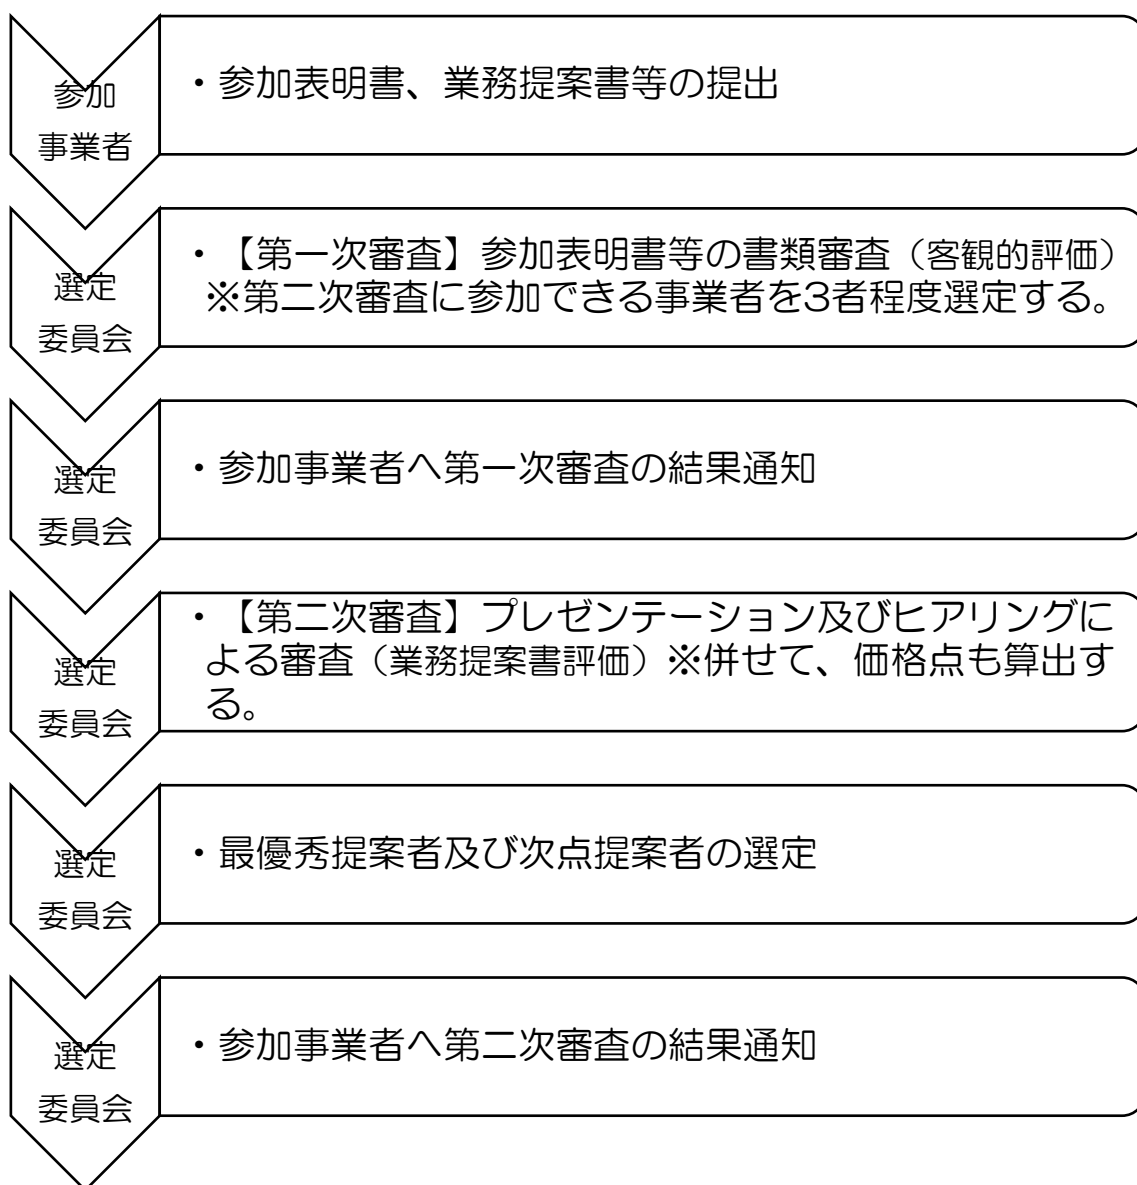 参加
事業者
・参加表明書、業務提案書等の提出
選定
委員会
・【第一次審査】参加表明書等の書類審査（客観的評価）
※第二次審査に参加できる事業者を3者程度選定する。
選定
委員会
・参加事業者へ第一次審査の結果通知
選定
委員会
・【第二次審査】プレゼンテーション及びヒアリングに
よる審査（業務提案書評価）※併せて、価格点も算出す
る。
選定
委員会
・最優秀提案者及び次点提案者の選定
選定
委員会
・参加事業者へ第二次審査の結果通知